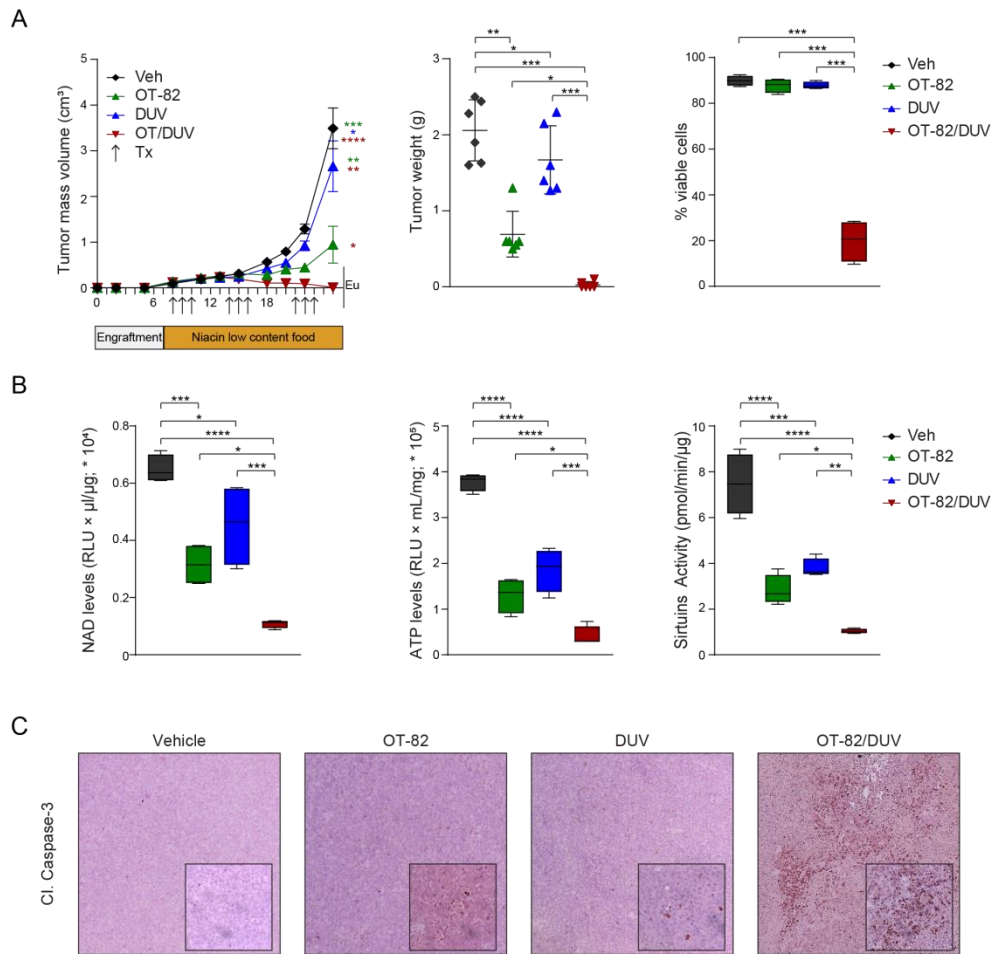 A
Tumor mass volume (cm³)
5
4
3
2
1
0
0
6
12
18
Veh
OT-82
DUV
OT/DUV
↑ Tx
***
*
****
**
**
*
Eu
Engraftment
Niacin low content food
Tumor weight (g)
3
2
1
0
**
*
***
*
***
% viable cells
100
80
60
40
20
0
***
***
***
Veh
OT-82
DUV
OT-82/DUV
B
NAD levels (RLU × µl/µg; * 10⁴)
0.8
0.6
0.4
0.2
0
***
*
****
*
***
ATP levels (RLU × mL/mg; * 10⁵)
5
4
3
2
1
0
****
****
****
*
***
Sirtuins Activity (pmol/min/µg)
10
8
6
4
2
0
****
***
****
*
**
Veh
OT-82
DUV
OT-82/DUV
C
Vehicle
OT-82
DUV
OT-82/DUV
Cl. Caspase-3